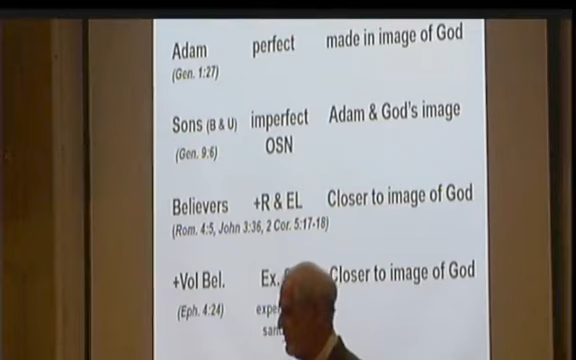 Adam perfect made in image of God
(Gen. 1:27)
Sons (B & U) imperfect Adam & God's image
(Gen. 9:6) OSN
Believers +R & EL Closer to image of God
(Rom. 4:5, John 3:36, 2 Cor. 5:17-18)
+Vol Bel. Ex. Closer to image of God
(Eph. 4:24)